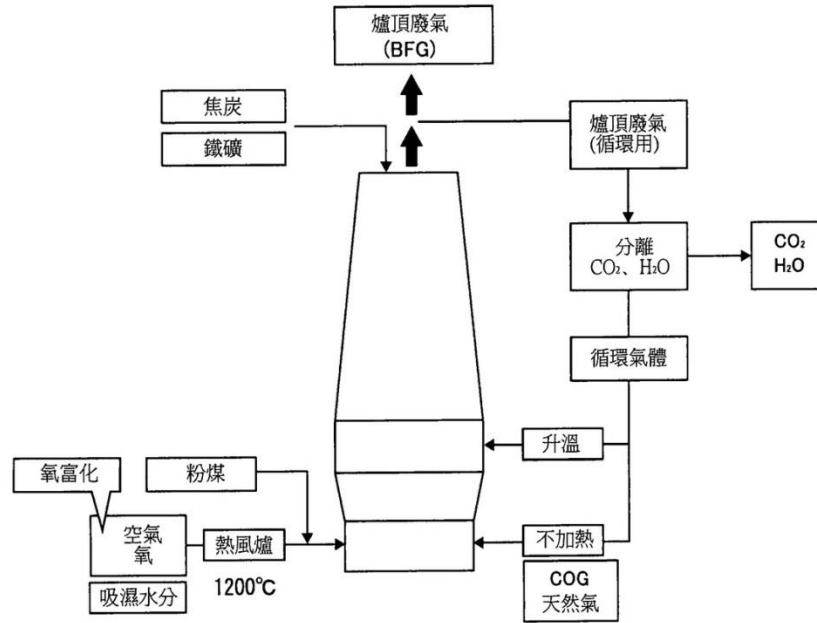 爐頂廢氣
(BFG)
焦炭
鐵礦
爐頂廢氣
(循環用)
分離
CO₂、H₂O
CO₂
H₂O
循環氣體
升溫
氧富化
粉煤
空氣
氧
熱風爐
不加熱
吸濕水分
1200℃
COG
天然氣